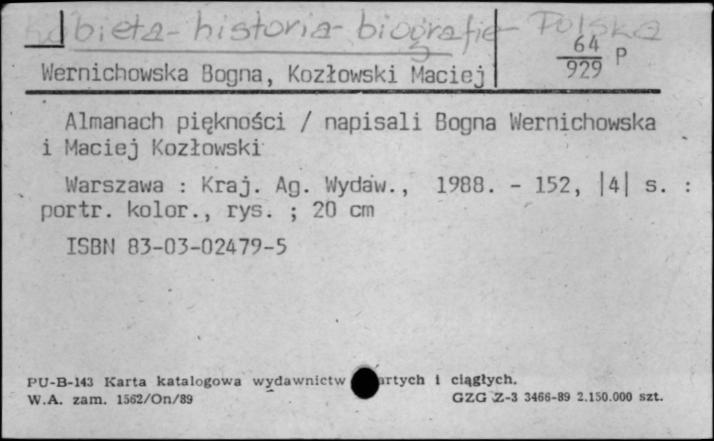 Kobieta - historia - biografie - Polska
64
929 P
Wernichowska Bogna, Kozłowski Maciej
Almanach piękności / napisali Bogna Wernichowska
i Maciej Kozłowski
Warszawa : Kraj. Ag. Wydaw., 1988. - 152, |4| s. :
portr. kolor., rys. ; 20 cm
ISBN 83-03-02479-5
PU-B-143 Karta katalogowa wydawnictw artych i ciągłych.
W.A. zam. 1562/On/89 GZG Z-3 3466-89 2.150.000 szt.